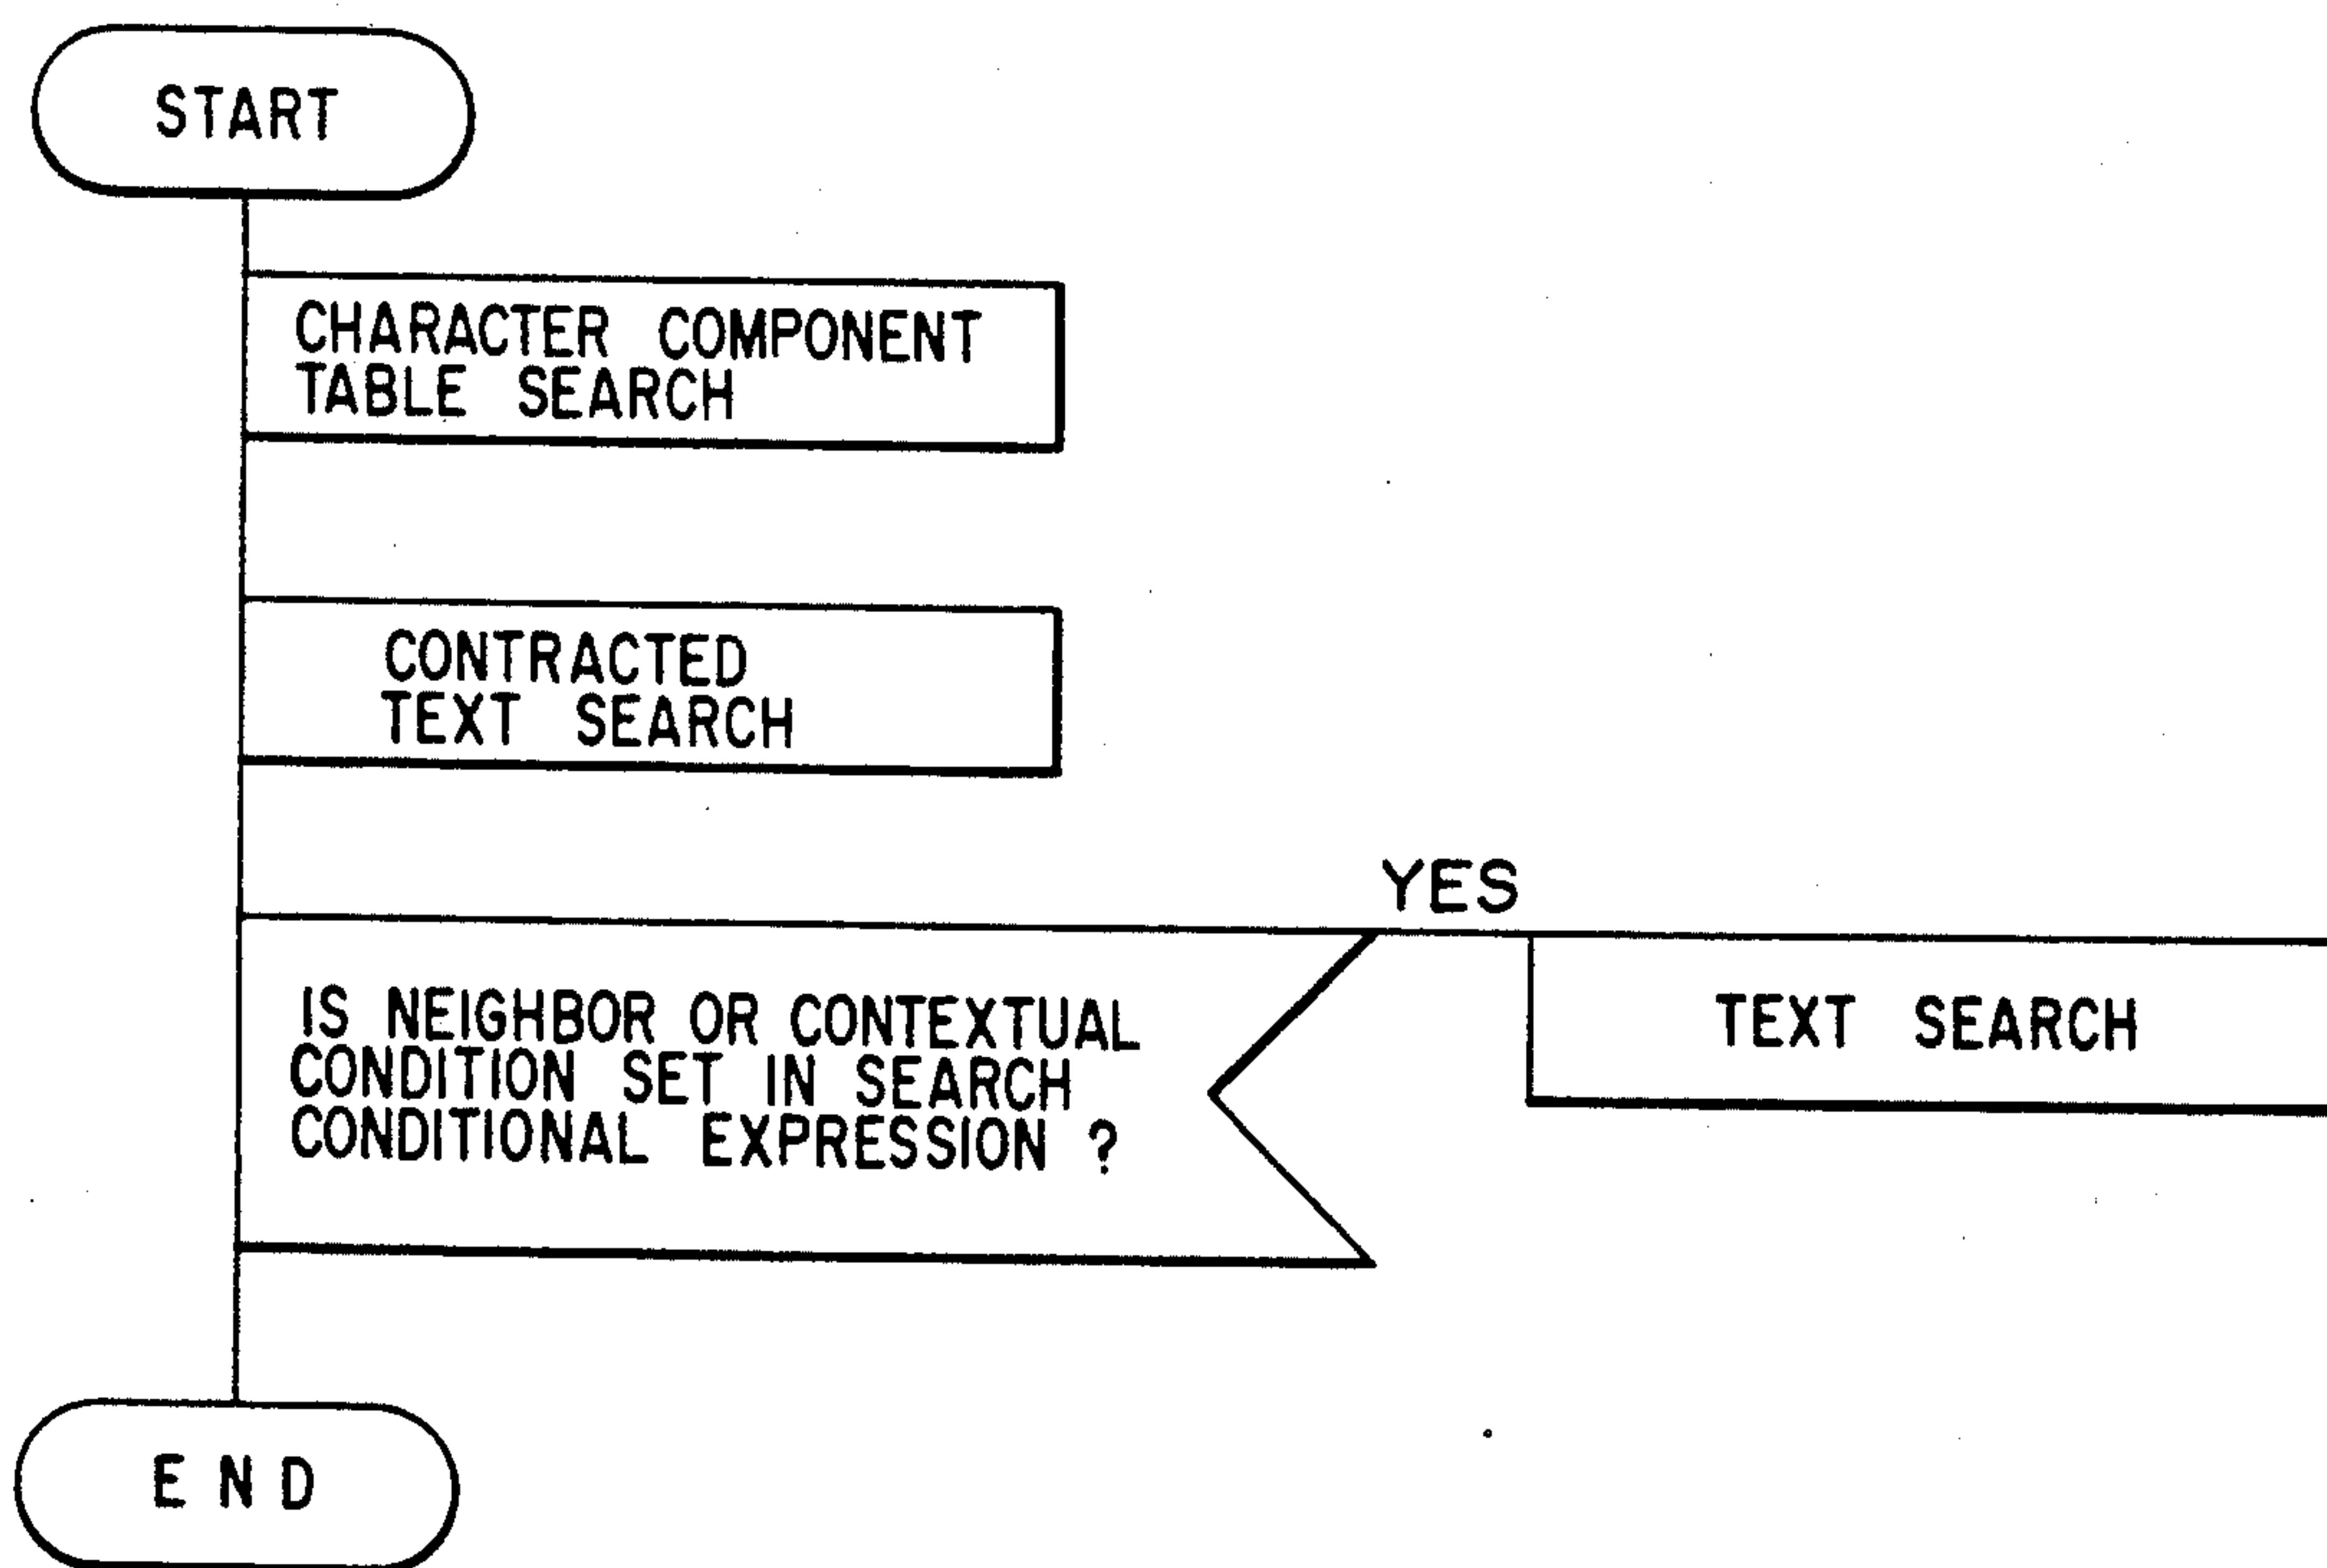 START
CHARACTER COMPONENT
TABLE SEARCH
CONTRACTED
TEXT SEARCH
YES
IS NEIGHBOR OR CONTEXTUAL
CONDITION SET IN SEARCH
CONDITIONAL EXPRESSION ?
TEXT SEARCH
END